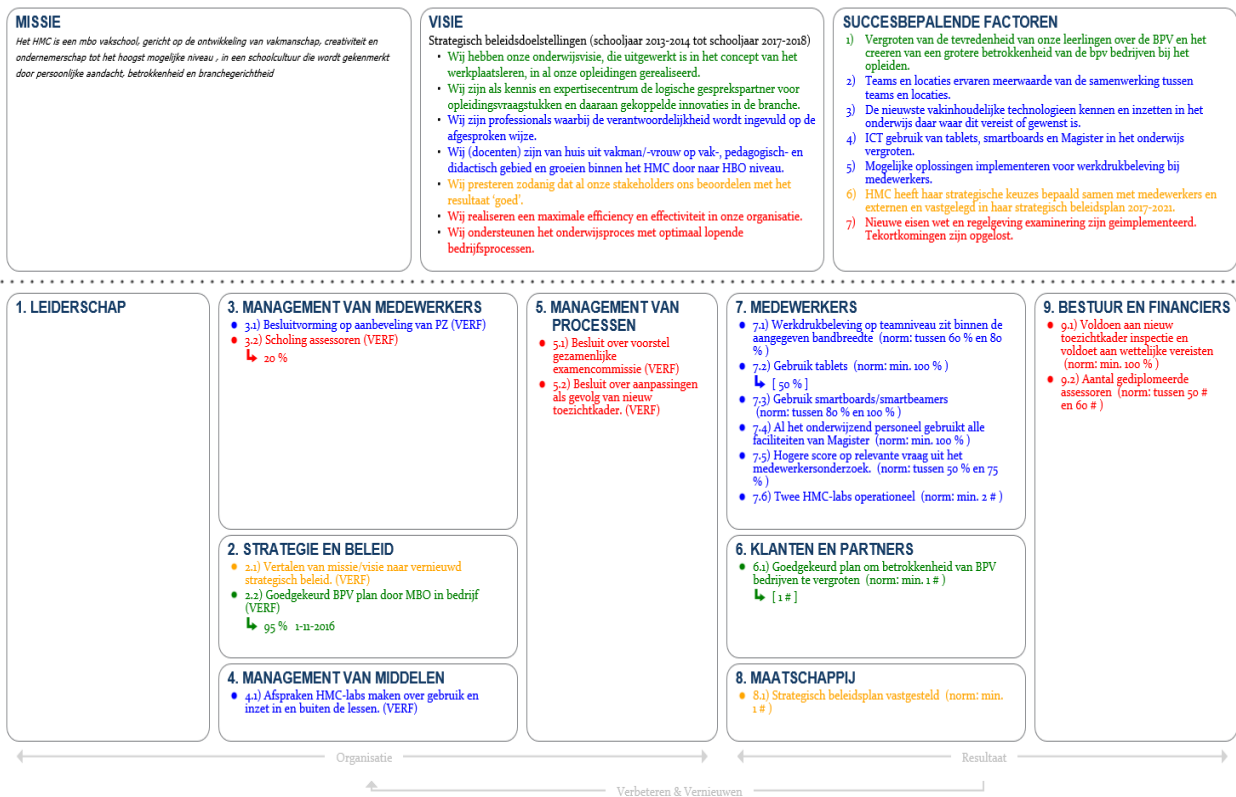 MISSIE
Het HMC is een mbo vakschool, gericht op de ontwikkeling van vakmanschap, creativiteit en
ondernemerschap tot het hoogst mogelijke niveau , in een schoolcultuur die wordt gekenmerkt
door persoonlijke aandacht, betrokkenheid en branchegerichtheid
VISIE
Strategisch beleidsdoelstellingen (schooljaar 2013-2014 tot schooljaar 2017-2018)
• Wij hebben onze onderwijsvisie, die uitgewerkt is in het concept van het
werkplaatsleren, in al onze opleidingen gerealiseerd.
• Wij zijn als kennis en expertisecentrum de logische gesprekspartner voor
opleidingsvraagstukken en daaraan gekoppelde innovaties in de branche.
• Wij zijn professionals waarbij de verantwoordelijkheid wordt ingevuld op de
afgesproken wijze.
• Wij (docenten) zijn van huis uit vakman/-vrouw op vak-, pedagogisch- en
didactisch gebied en groeien binnen het HMC door naar HBO niveau.
• Wij presteren zodanig dat al onze stakeholders ons beoordelen met het
resultaat 'goed'.
• Wij realiseren een maximale efficiency en effectiviteit in onze organisatie.
• Wij ondersteunen het onderwijsproces met optimaal lopende
bedrijfsprocessen.
SUCCESBEPALENDE FACTOREN
1) Vergroten van de tevredenheid van onze leerlingen over de BPV en het
creeren van een grotere betrokkenheid van de bpv bedrijven bij het
opleiden.
2) Teams en locaties ervaren meerwaarde van de samenwerking tussen
teams en locaties.
3) De nieuwste vakinhoudelijke technologieen kennen en inzetten in het
onderwijs daar waar dit vereist of gewenst is.
4) ICT gebruik van tablets, smartboards en Magister in het onderwijs
vergroten.
5) Mogelijke oplossingen implementeren voor werkdrukbeleving bij
medewerkers.
6) HMC heeft haar strategische keuzes bepaald samen met medewerkers en
externen en vastgelegd in haar strategisch beleidsplan 2017-2021.
7) Nieuwe eisen wet en regelgeving examinering zijn geimplementeerd.
Tekortkomingen zijn opgelost.
1. LEIDERSCHAP
3. MANAGEMENT VAN MEDEWERKERS
• 3.1) Besluitvorming op aanbeveling van PZ (VERF)
• 3.2) Scholing assessoren (VERF)
20 %
2. STRATEGIE EN BELEID
• 2.1) Vertalen van missie/visie naar vernieuwd
strategisch beleid. (VERF)
• 2.2) Goedgekeurd BPV plan door MBO in bedrijf
(VERF)
95 % 1-11-2016
4. MANAGEMENT VAN MIDDELEN
• 4.1) Afspraken HMC-labs maken over gebruik en
inzet in en buiten de lessen. (VERF)
5. MANAGEMENT VAN
PROCESSEN
• 5.1) Besluit over voorstel
gezamenlijke
examencommissie (VERF)
• 5.2) Besluit over aanpassingen
als gevolg van nieuw
toezichtkader. (VERF)
7. MEDEWERKERS
• 7.1) Werkdrukbeleving op teamniveau zit binnen de
aangegeven bandbreedte (norm: tussen 60 % en 80
% )
• 7.2) Gebruik tablets (norm: min. 100 % )
[ 50 % ]
• 7.3) Gebruik smartboards/smartbeamers
(norm: tussen 80 % en 100 % )
• 7.4) Al het onderwijzend personeel gebruikt alle
faciliteiten van Magister (norm: min. 100 % )
• 7.5) Hogere score op relevante vraag uit het
medewerkersonderzoek. (norm: tussen 50 % en 75
% )
• 7.6) Twee HMC-labs operationeel (norm: min. 2 # )
6. KLANTEN EN PARTNERS
• 6.1) Goedgekeurd plan om betrokkenheid van BPV
bedrijven te vergroten (norm: min. 1 # )
[ 1 # ]
8. MAATSCHAPPIJ
• 8.1) Strategisch beleidsplan vastgesteld (norm: min.
1 # )
9. BESTUUR EN FINANCIERS
• 9.1) Voldoen aan nieuw
toezichtkader inspectie en
voldoet aan wettelijke vereisten
(norm: min. 100 % )
• 9.2) Aantal gediplomeerde
assessoren (norm: tussen 50 #
en 60 # )
Organisatie
Resultaat
Verbeteren & Vernieuwen